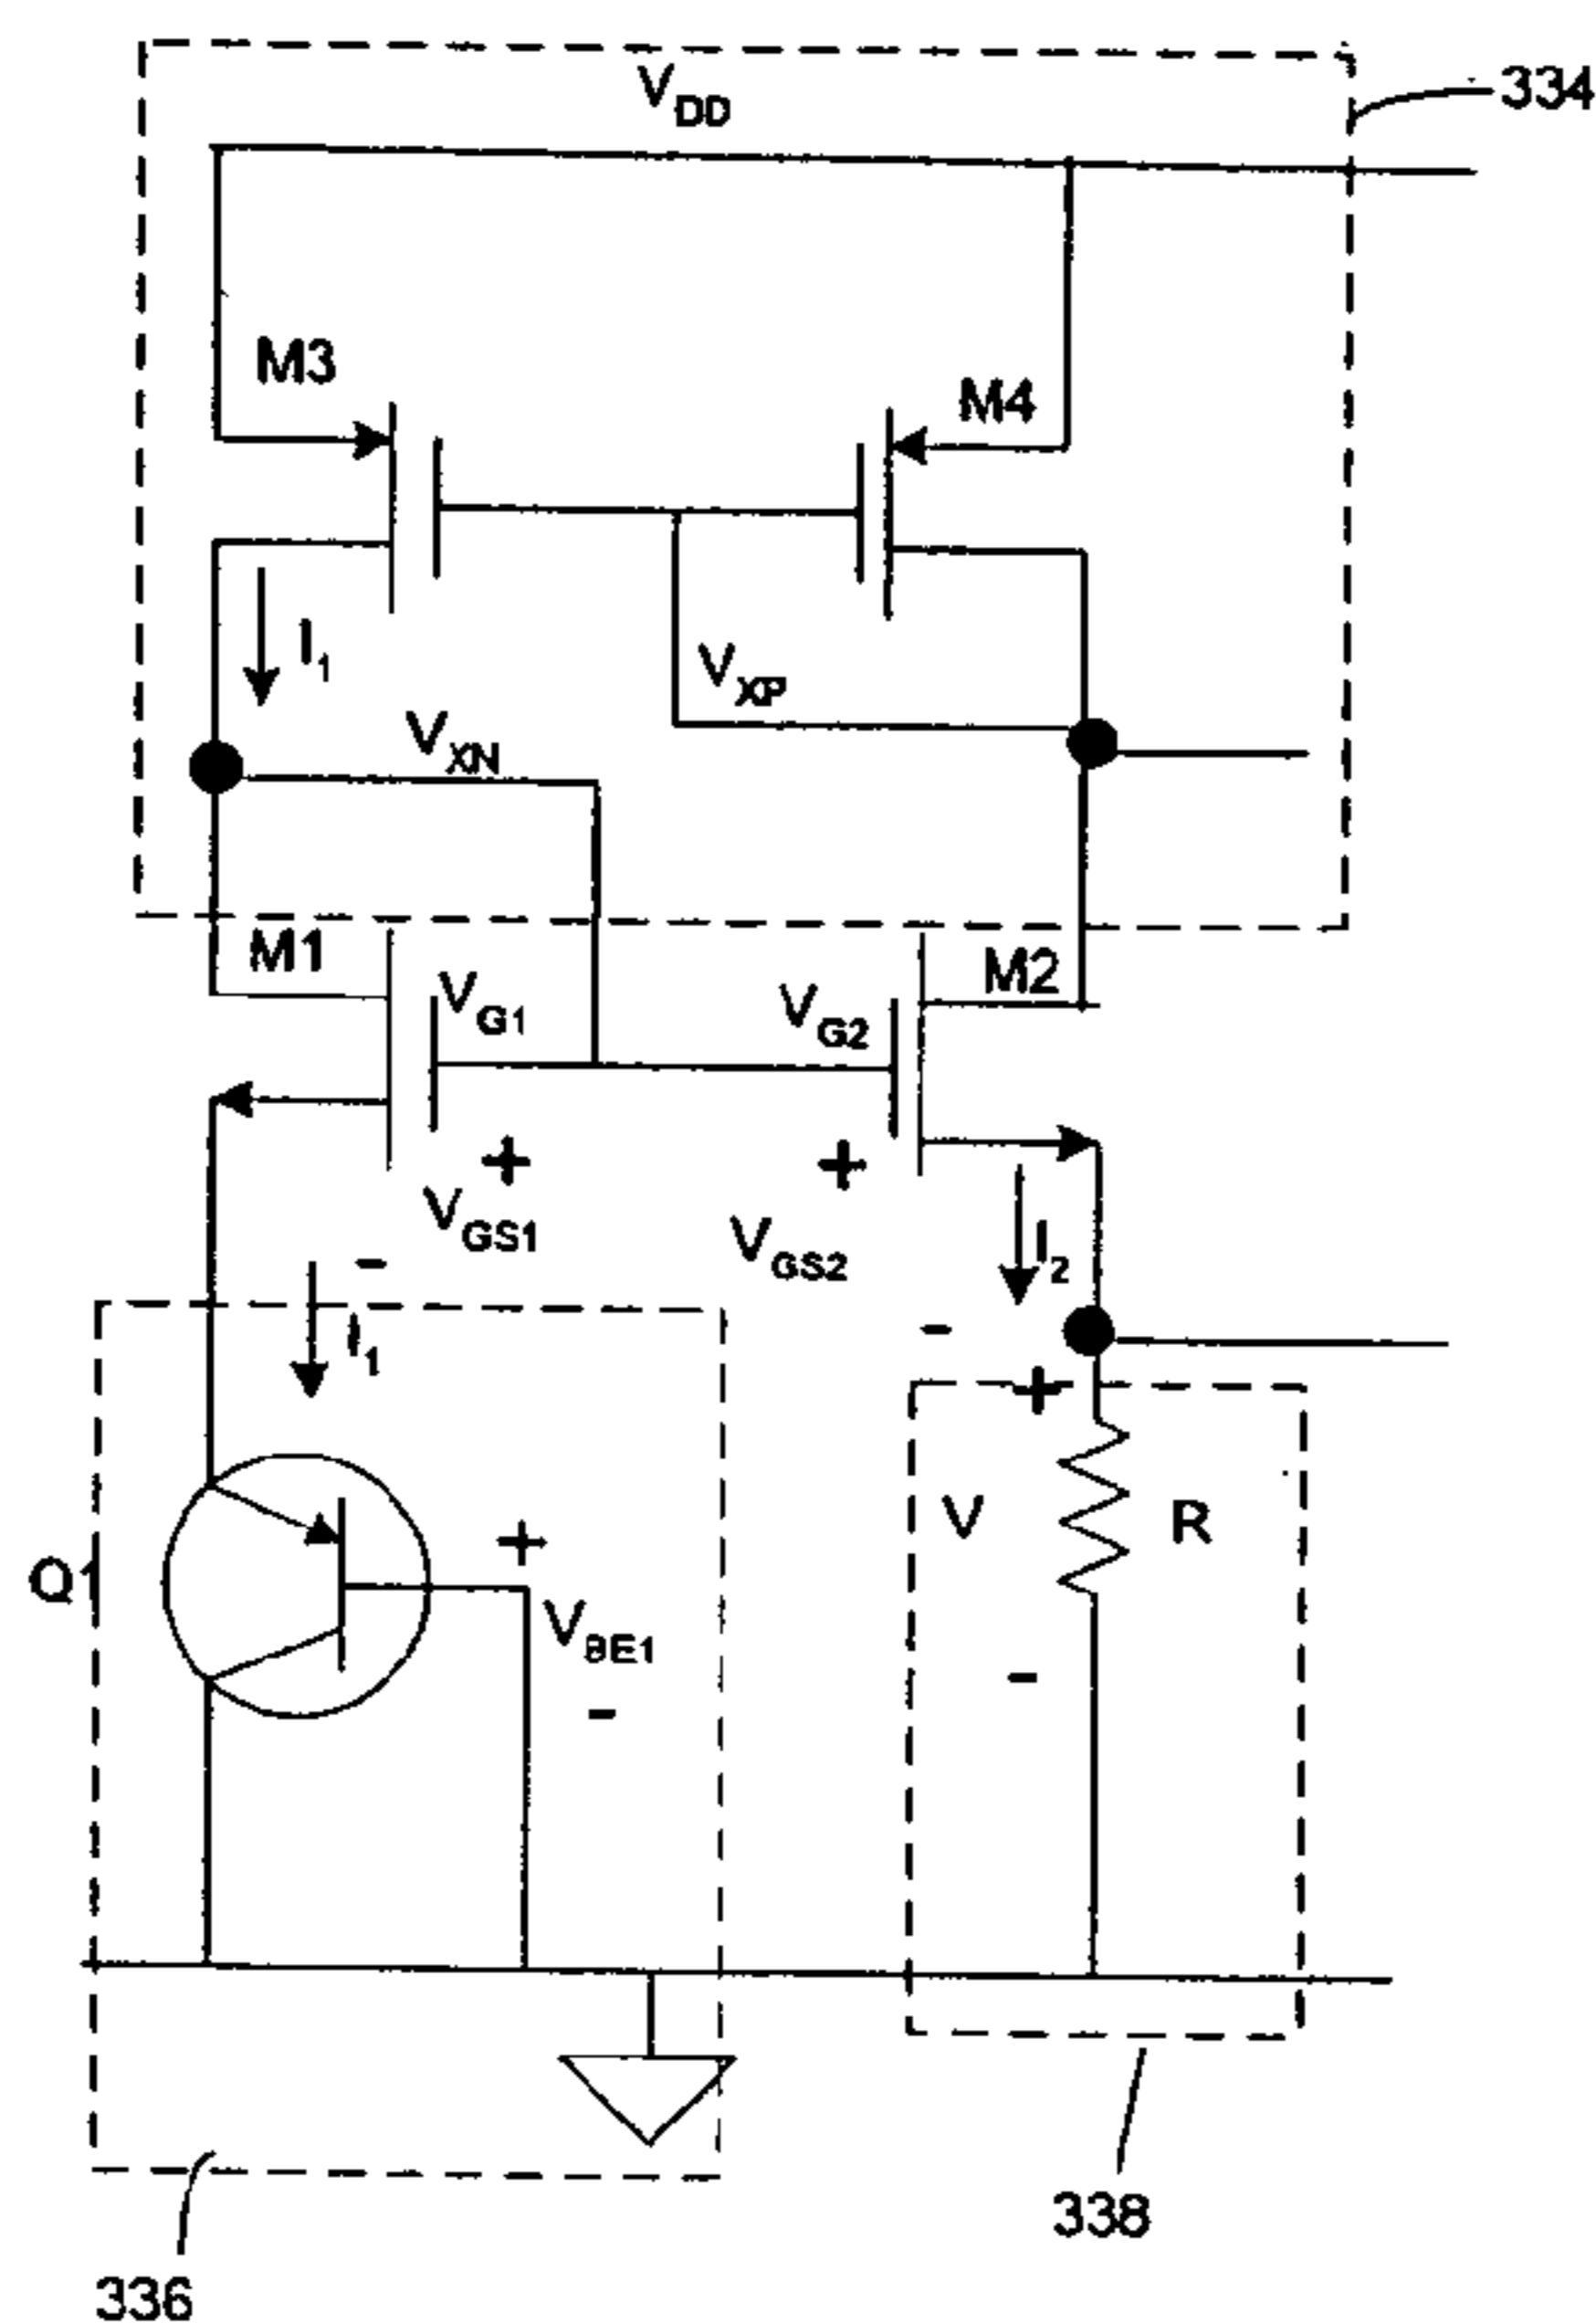 VDD
334
M3
M4
I1
VXP
VXN
M1
VG1
VG2
M2
+
+
VGS1
VGS2
I2
-
-
I1
+
Q1
+
V
R
VBE1
-
-
338
336